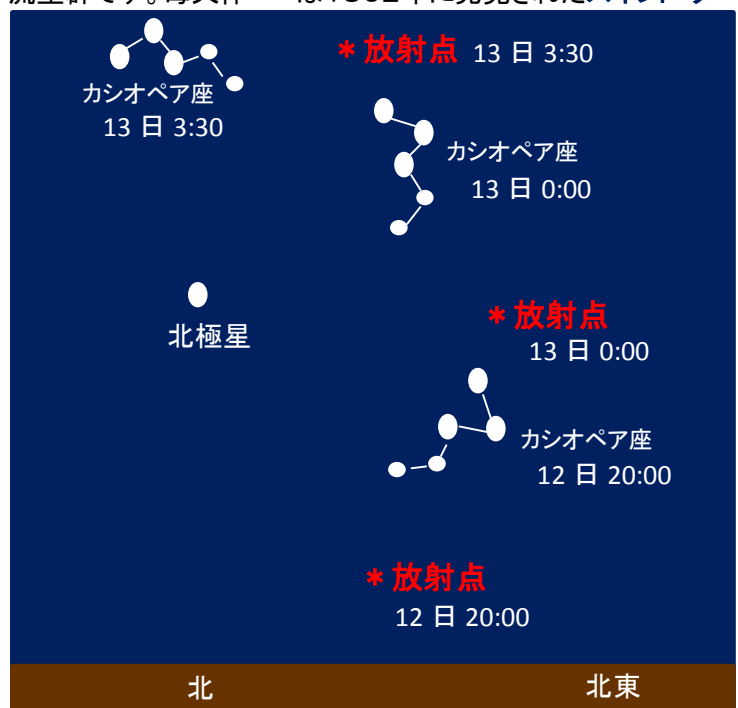 ＊放射点 13 日 3:30
カシオペア座
13 日 3:30
カシオペア座
13 日 0:00
北極星
＊放射点
13 日 0:00
カシオペア座
12 日 20:00
＊放射点
12 日 20:00
北 北東